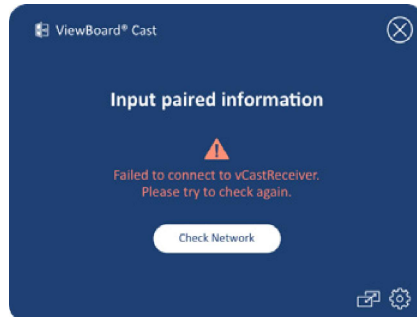 ViewBoard® Cast
Input paired information
Failed to connect to vCastReceiver.
Please try to check again.
Check Network